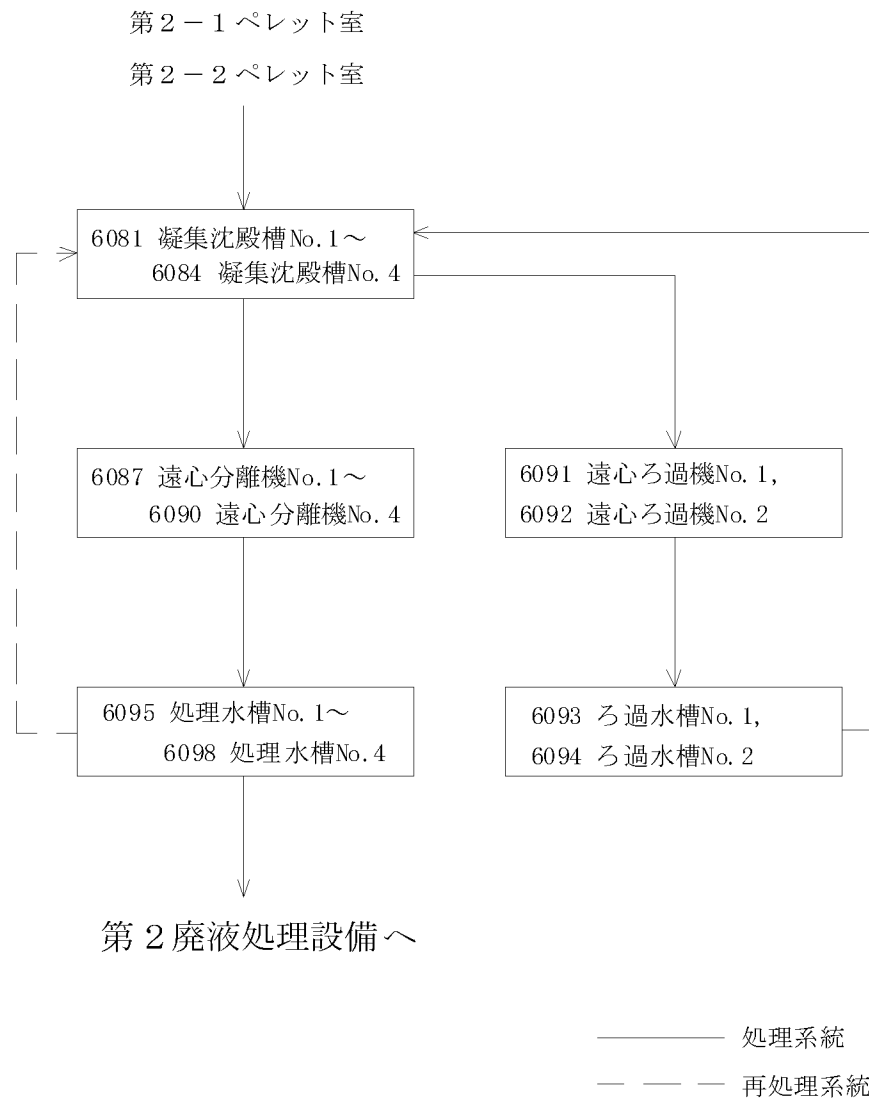 第２－１ペレット室
第２－２ペレット室
6081 凝集沈殿槽No.1～
6084 凝集沈殿槽No.4
6087 遠心分離機No.1～
6090 遠心分離機No.4
6091 遠心ろ過機No.1,
6092 遠心ろ過機No.2
6095 処理水槽No.1～
6098 処理水槽No.4
6093 ろ過水槽No.1,
6094 ろ過水槽No.2
第２廃液処理設備へ
処理系統
再処理系統